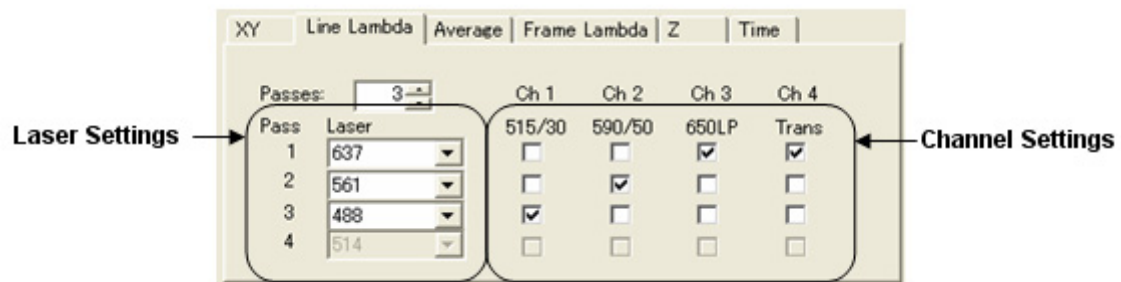 XY Line Lambda Average Frame Lambda Z Time
Passes: 3 Ch 1 Ch 2 Ch 3 Ch 4
Laser Settings
Pass Laser 515/30 590/50 650LP Trans
1 637
2 561
3 488
4 514
Channel Settings